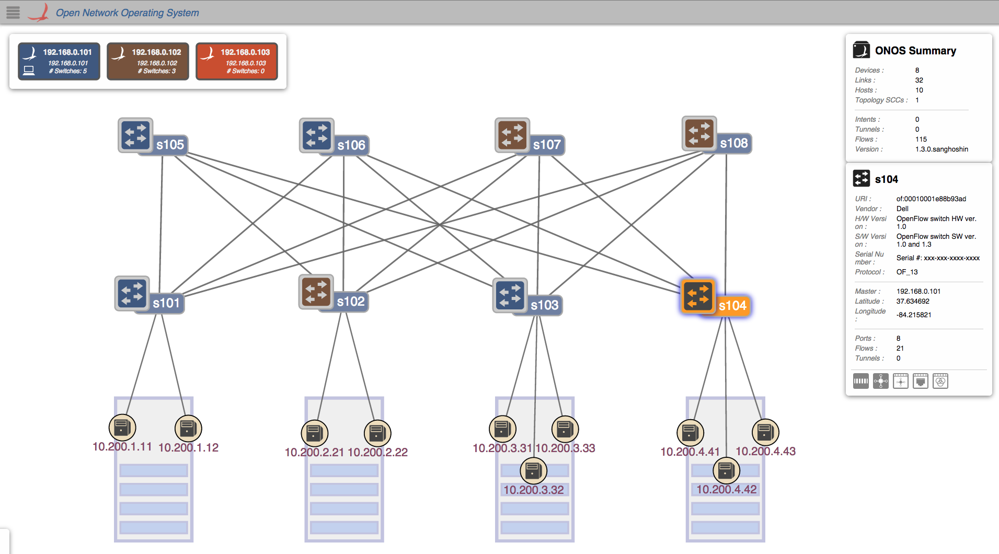 Open Network Operating System
192.168.0.101
192.168.0.101
# Switches: 5
192.168.0.102
192.168.0.102
# Switches: 3
192.168.0.103
192.168.0.103
# Switches: 0
ONOS Summary
Devices : 8
Links : 32
Hosts : 10
Topology SCCs : 1
Intents : 0
Tunnels : 0
Flows : 115
Version : 1.3.0.sanghoshin
s104
URI : of:00010001e88b93ad
Vendor : Dell
H/W Versi OpenFlow switch HW ver.
on : 1.0
S/W Versi OpenFlow switch SW ver.
on : 1.0 and 1.3
Serial Nu
mber : Serial #: xxx-xxx-xxxx-xxxx
Protocol : OF_13
Master : 192.168.0.101
Latitude : 37.634692
Longitude
: -84.215821
Ports : 8
Flows : 21
Tunnels : 0
s105
s106
s107
s108
s101
s102
s103
s104
10.200.1.11
10.200.1.12
10.200.2.21
10.200.2.22
10.200.3.31
10.200.3.33
10.200.4.41
10.200.4.43
10.200.3.32
10.200.4.42